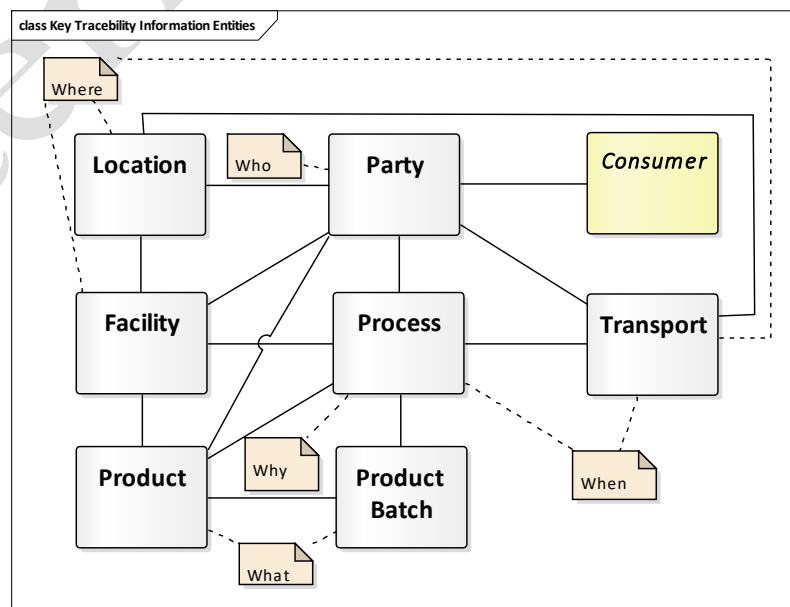 class Key Tracebility Information Entities
Where
Location
Who
Party
Consumer
Facility
Process
Transport
Product
Why
Product
Batch
When
What